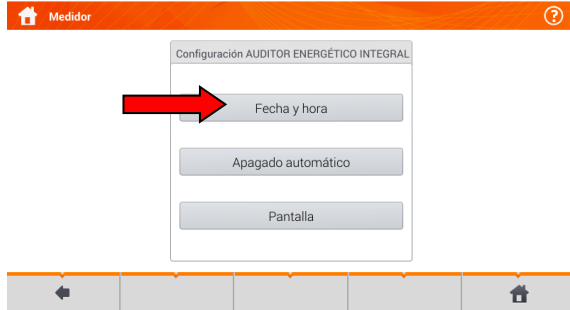 Medidor
?
Configuración AUDITOR ENERGÉTICO INTEGRAL
Fecha y hora
Apagado automático
Pantalla